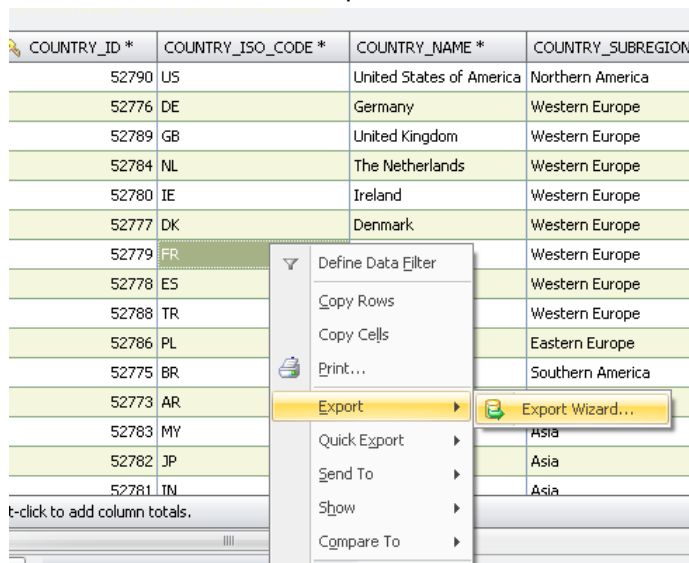 COUNTRY_ID * COUNTRY_ISO_CODE * COUNTRY_NAME * COUNTRY_SUBREGION
52790 US United States of America Northern America
52776 DE Germany Western Europe
52789 GB United Kingdom Western Europe
52784 NL The Netherlands Western Europe
52780 IE Ireland Western Europe
52777 DK Denmark Western Europe
52779 FR Western Europe
52778 ES Western Europe
52788 TR Western Europe
52786 PL Eastern Europe
52775 BR Southern America
52773 AR
52783 MY Asia
52782 JP Asia
52781 IN Asia
t-click to add column totals.
Define Data Filter
Copy Rows
Copy Cells
Print...
Export
Export Wizard...
Quick Export
Send To
Show
Compare To